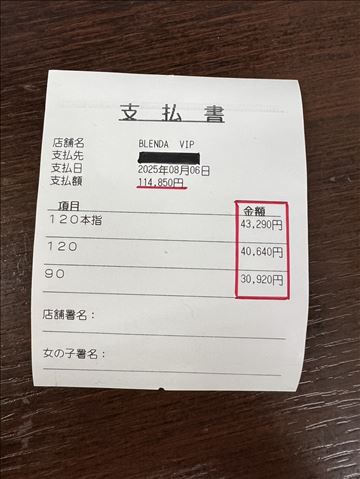 支払書
店舗名 BLENDA VIP
支払先
支払日 2025年08月06日
支払額 114,850円
項目 金額
120本指 43,290円
120 40,640円
90 30,920円
店舗署名：
女の子署名：